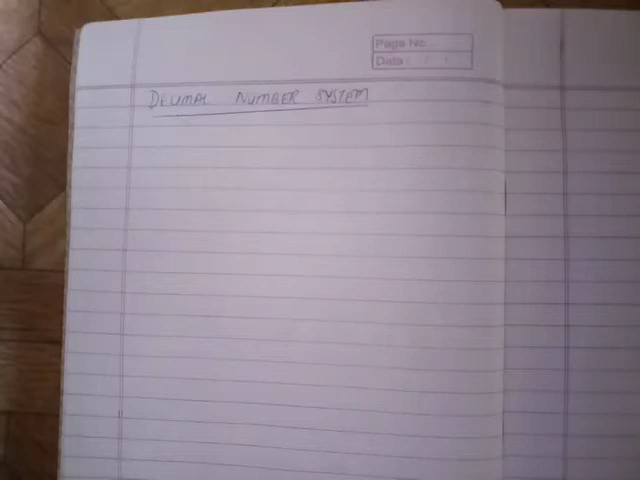 Page No.
Date : / /
DECIMAL NUMBER SYSTEM